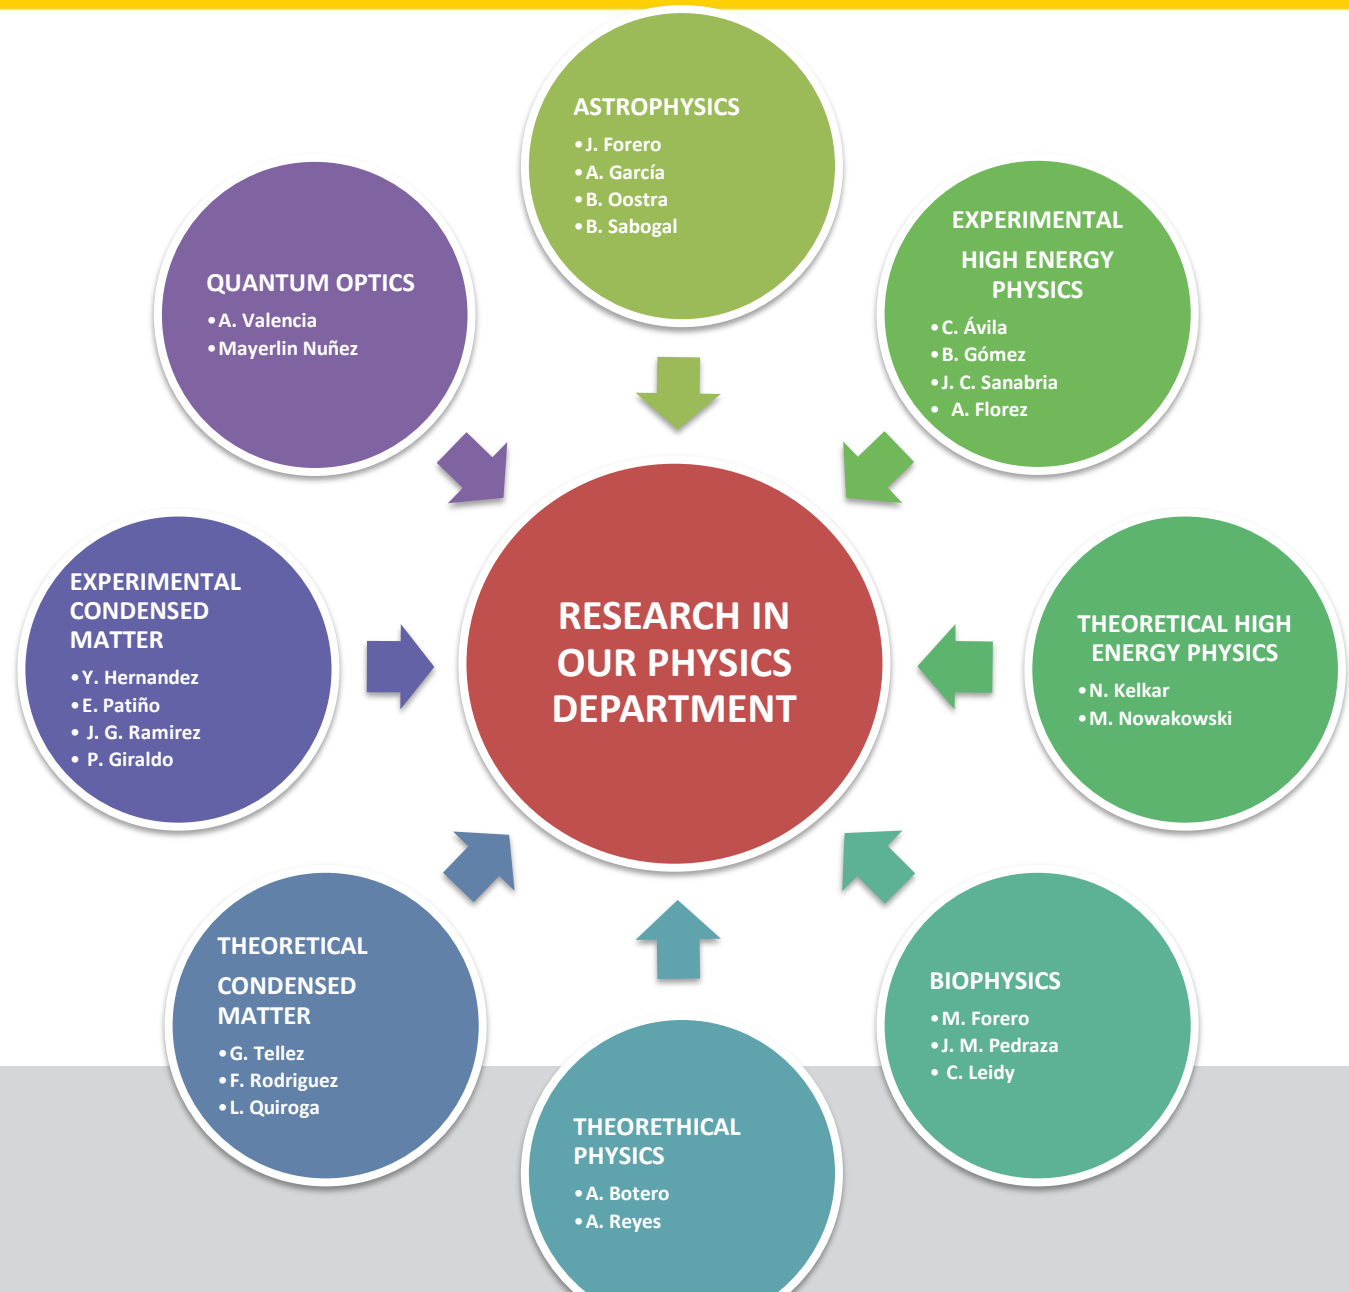 ASTROPHYSICS
•J. Forero
•A. García
•B. Oostra
•B. Sabogal
EXPERIMENTAL
HIGH ENERGY
PHYSICS
•C. Ávila
•B. Gómez
•J. C. Sanabria
• A. Florez
THEORETICAL HIGH
ENERGY PHYSICS
•N. Kelkar
•M. Nowakowski
BIOPHYSICS
•M. Forero
•J. M. Pedraza
• C. Leidy
THEORETHICAL
PHYSICS
•A. Botero
•A. Reyes
THEORETICAL
CONDENSED
MATTER
•G. Tellez
•F. Rodriguez
•L. Quiroga
EXPERIMENTAL
CONDENSED
MATTER
•Y. Hernandez
•E. Patiño
• J. G. Ramirez
• P. Giraldo
QUANTUM OPTICS
•A. Valencia
•Mayerlin Nuñez
RESEARCH IN
OUR PHYSICS
DEPARTMENT